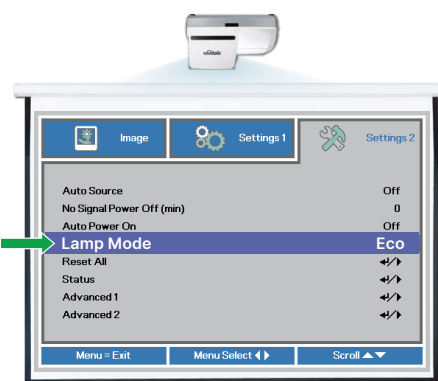 vivitek
Image Settings 1 Settings 2
Auto Source Off
No Signal Power Off (min) 0
Auto Power On Off
Lamp Mode Eco
Reset All ↵/▶
Status ↵/▶
Advanced 1 ↵/▶
Advanced 2 ↵/▶
Menu = Exit Menu Select ◀▶ Scroll ▲▼